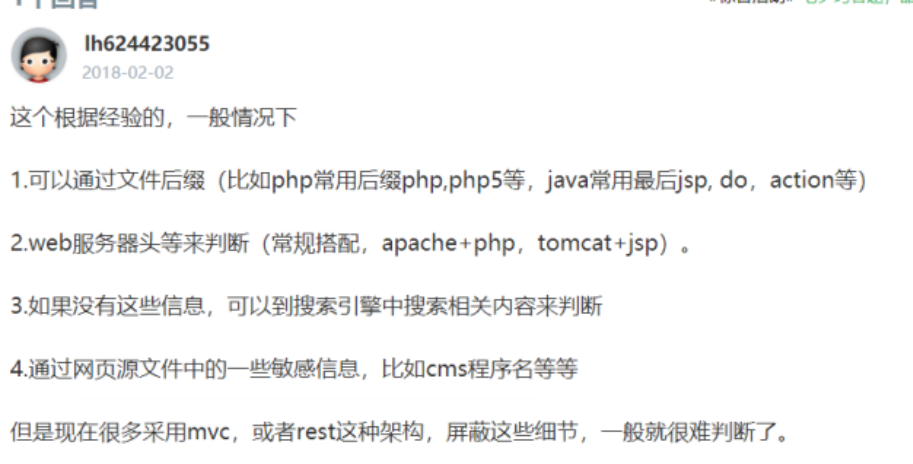 lh624423055
2018-02-02
这个根据经验的，一般情况下
1.可以通过文件后缀（比如php常用后缀php,php5等，java常用最后jsp, do，action等）
2.web服务器头等来判断（常规搭配，apache+php，tomcat+jsp）。
3.如果没有这些信息，可以到搜索引擎中搜索相关内容来判断
4.通过网页源文件中的一些敏感信息，比如cms程序名等等
但是现在很多采用mvc，或者rest这种架构，屏蔽这些细节，一般就很难判断了。